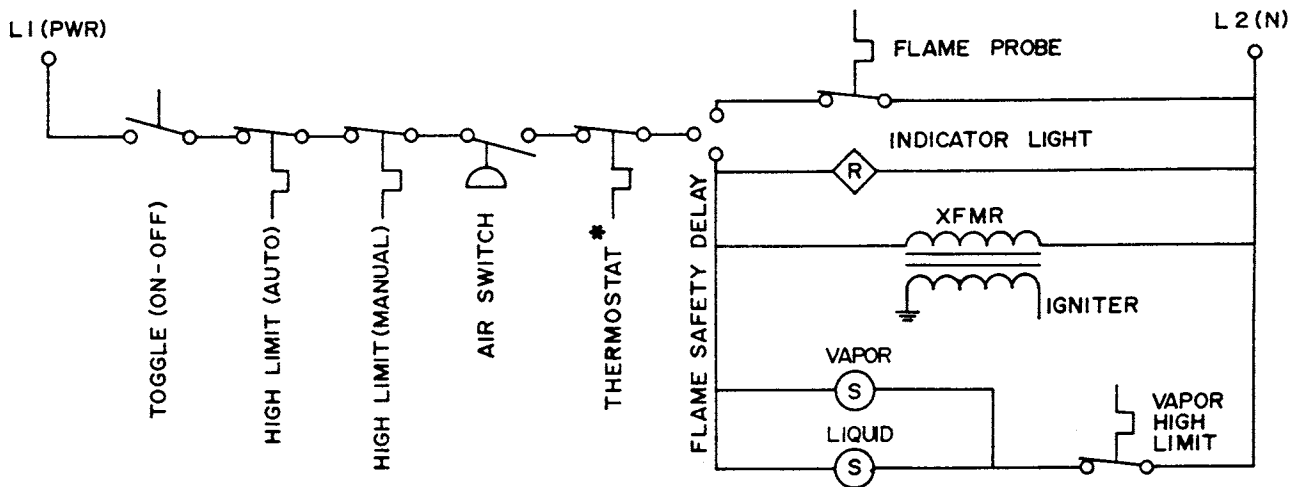 L1 (PWR)
L2 (N)
FLAME PROBE
INDICATOR LIGHT
R
XFMR
IGNITER
TOGGLE (ON-OFF)
HIGH LIMIT (AUTO)
HIGH LIMIT (MANUAL)
AIR SWITCH
THERMOSTAT *
FLAME SAFETY DELAY
VAPOR
S
LIQUID
S
VAPOR
HIGH
LIMIT